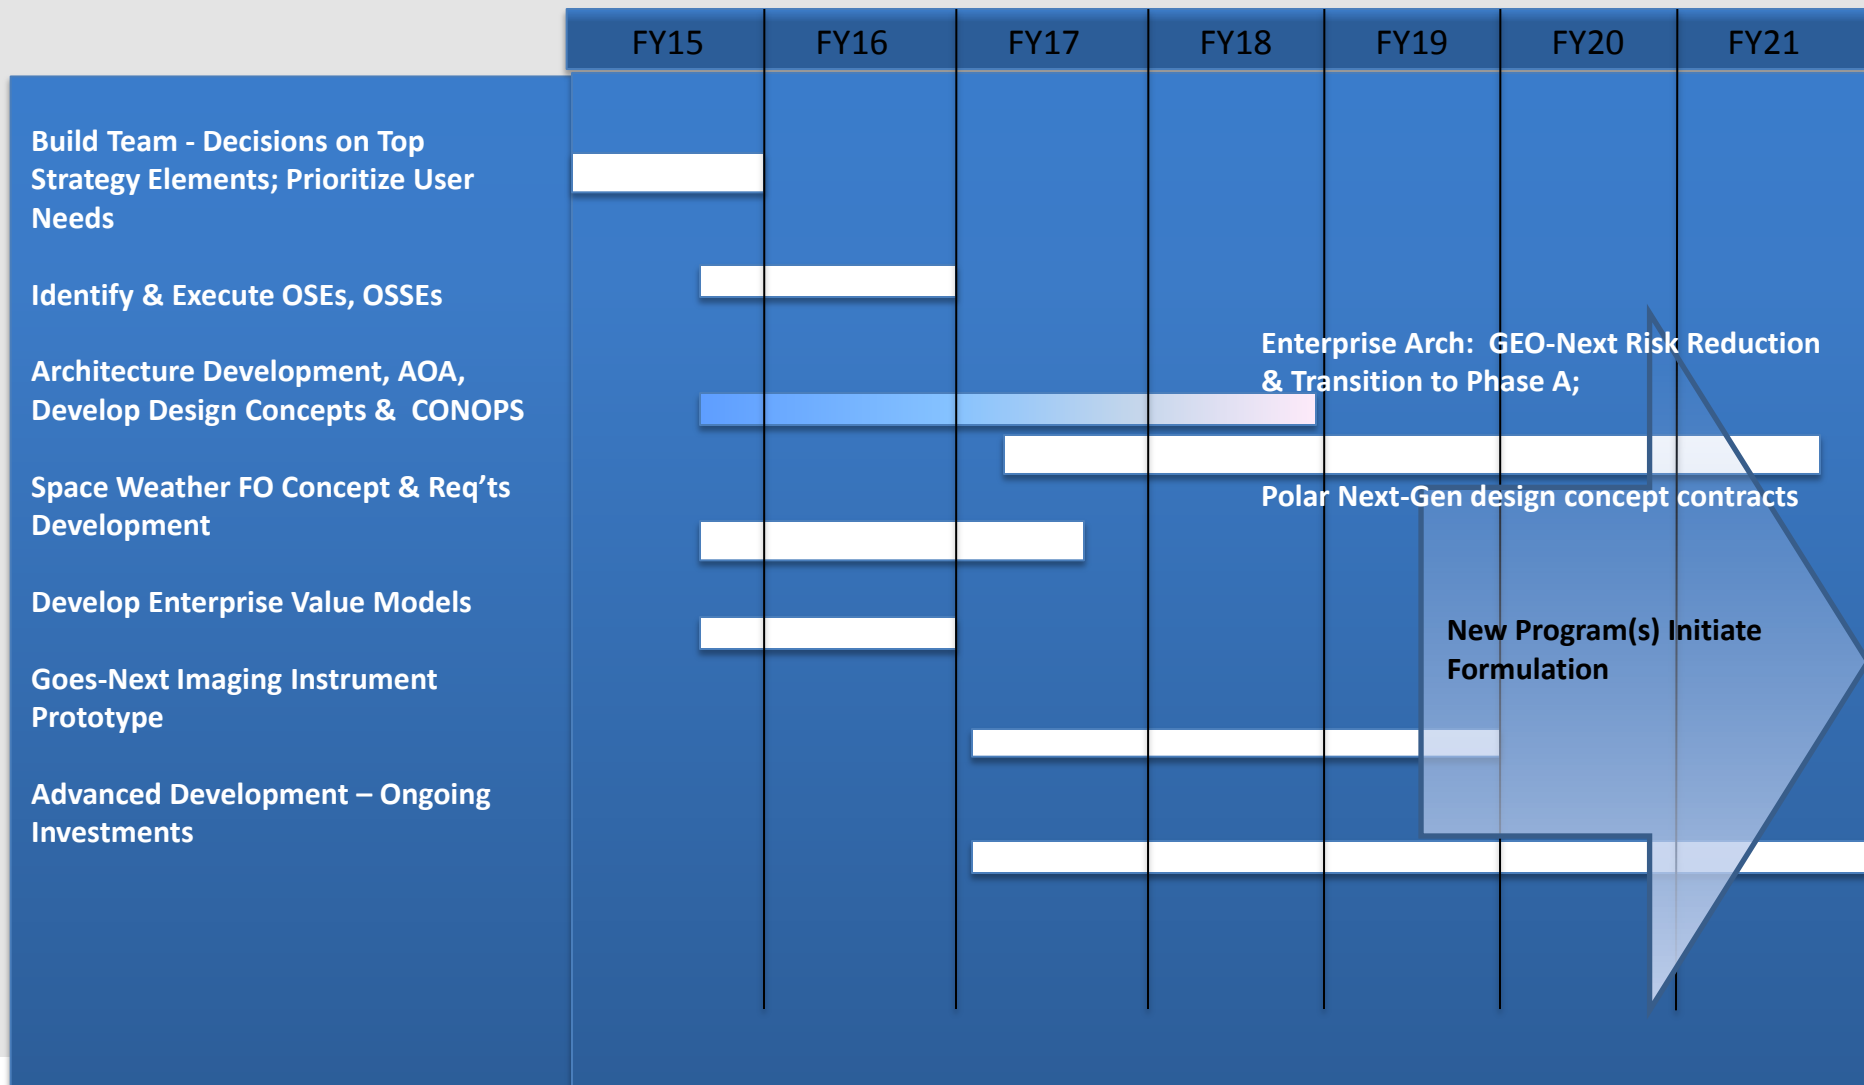 FY15 FY16 FY17 FY18 FY19 FY20 FY21
Build Team - Decisions on Top
Strategy Elements; Prioritize User
Needs
Identify & Execute OSEs, OSSEs
Architecture Development, AOA,
Develop Design Concepts & CONOPS
Space Weather FO Concept & Req’ts
Development
Develop Enterprise Value Models
Goes-Next Imaging Instrument
Prototype
Advanced Development – Ongoing
Investments
Enterprise Arch: GEO-Next Risk Reduction
& Transition to Phase A;
Polar Next-Gen design concept contracts
New Program(s) Initiate
Formulation